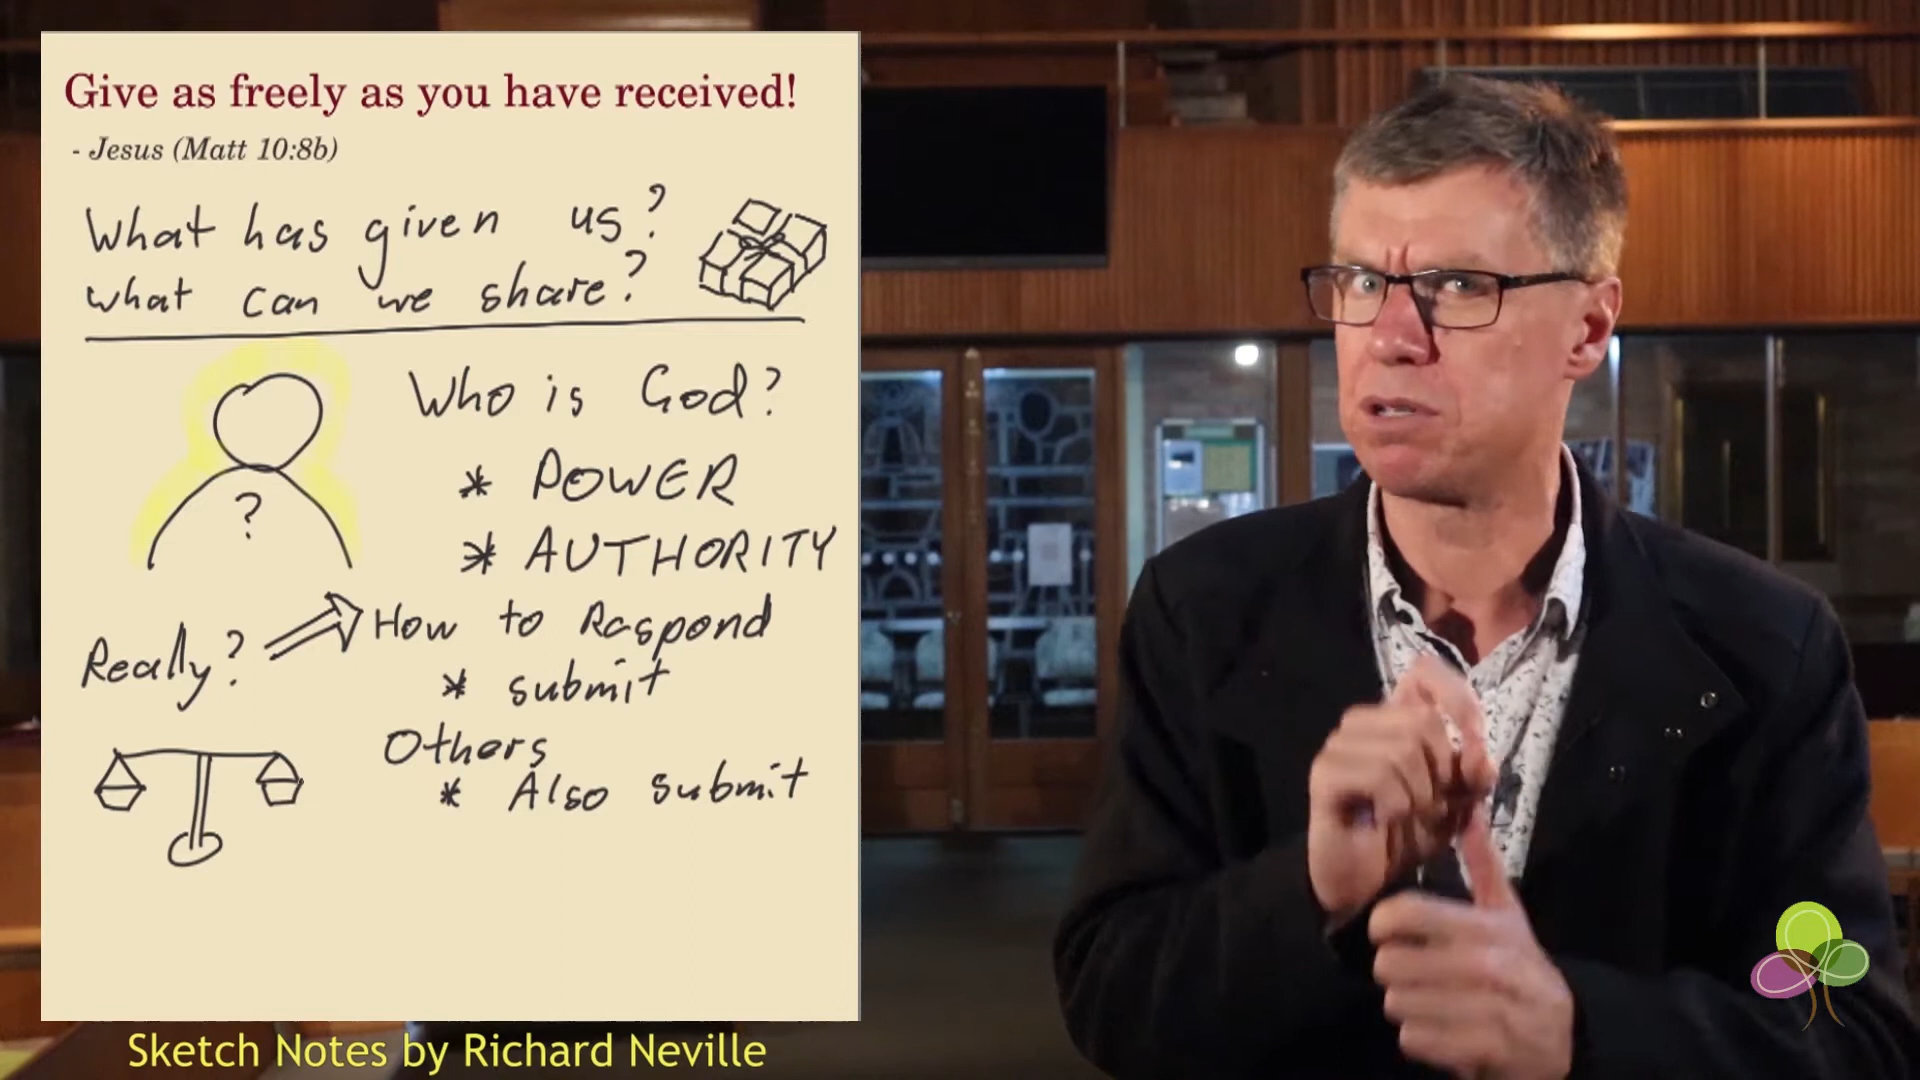 Give as freely as you have received!
- Jesus (Matt 10:8b)
What has given us?
what can we share?
Who is God?
?
* POWER
* AUTHORITY
Really?
How to Raspond
* submit
Others
* Also submit
Sketch Notes by Richard Neville